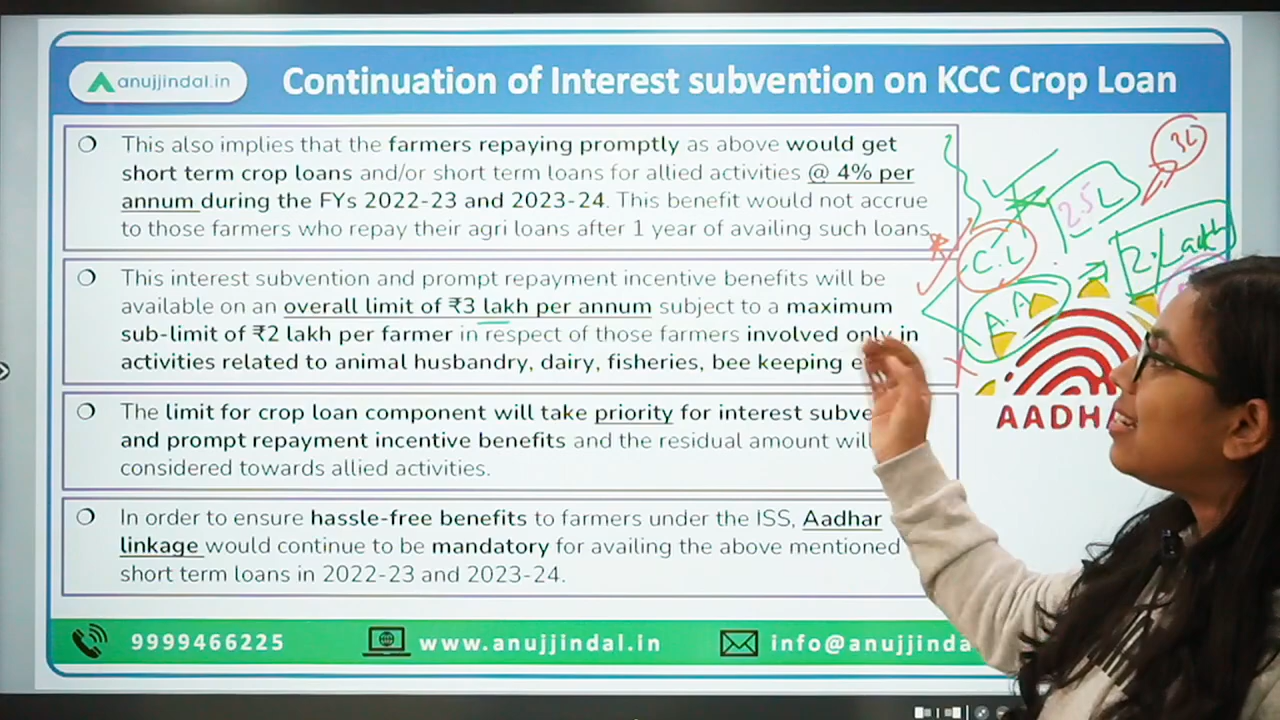 anujjindal.in
Continuation of Interest subvention on KCC Crop Loan
This also implies that the farmers repaying promptly as above would get
short term crop loans and/or short term loans for allied activities @ 4% per
annum during the FYs 2022-23 and 2023-24. This benefit would not accrue
to those farmers who repay their agri loans after 1 year of availing such loans
This interest subvention and prompt repayment incentive benefits will be
available on an overall limit of ₹3 lakh per annum subject to a maximum
sub-limit of ₹2 lakh per farmer in respect of those farmers involved only in
activities related to animal husbandry, dairy, fisheries, bee keeping e
The limit for crop loan component will take priority for interest subve
and prompt repayment incentive benefits and the residual amount wil
considered towards allied activities.
In order to ensure hassle-free benefits to farmers under the ISS, Aadhar
linkage would continue to be mandatory for availing the above mentioned
short term loans in 2022-23 and 2023-24.
3L
2.5L
C.L
2.Lakh
A.A
AADHA
9999466225
www.anujjindal.in
info@anujjinda